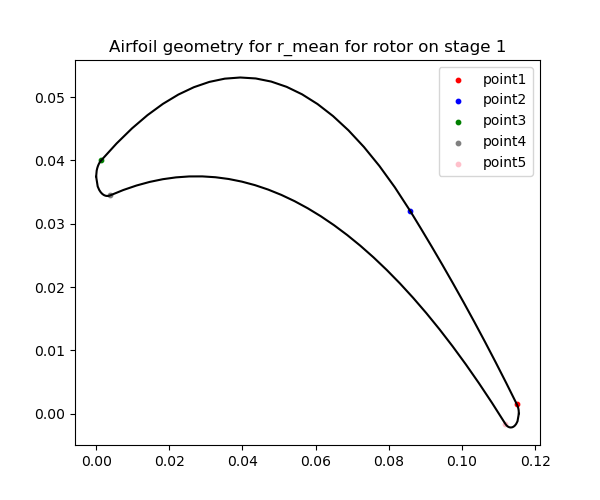 Airfoil geometry for r_mean for rotor on stage 1
point1
point2
point3
point4
point5
0.05
0.04
0.03
0.02
0.01
0.00
0.00 0.02 0.04 0.06 0.08 0.10 0.12